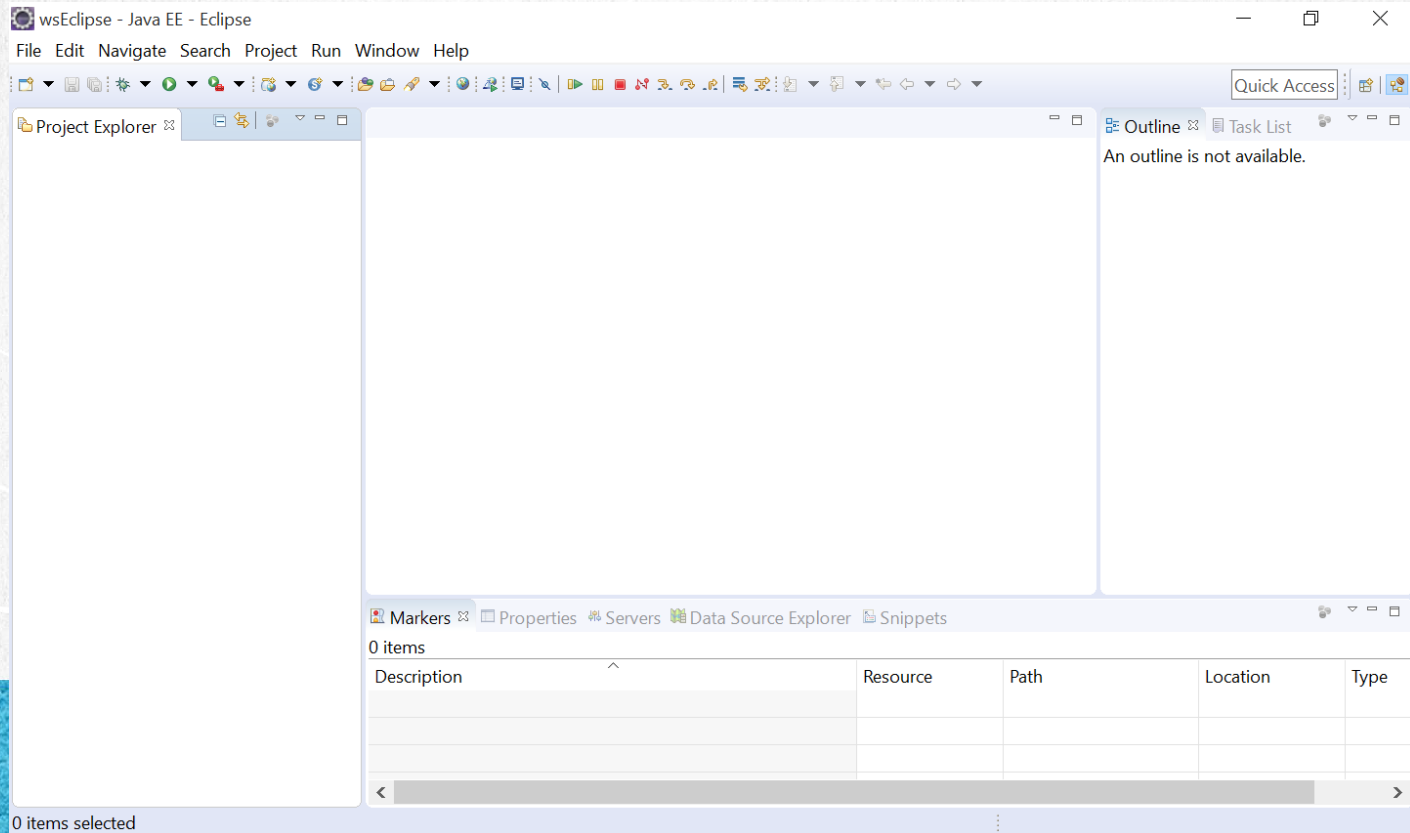 wsEclipse - Java EE - Eclipse
File Edit Navigate Search Project Run Window Help
Quick Access
Project Explorer
Outline Task List
An outline is not available.
Markers Properties Servers Data Source Explorer Snippets
0 items
Description Resource Path Location Type
0 items selected